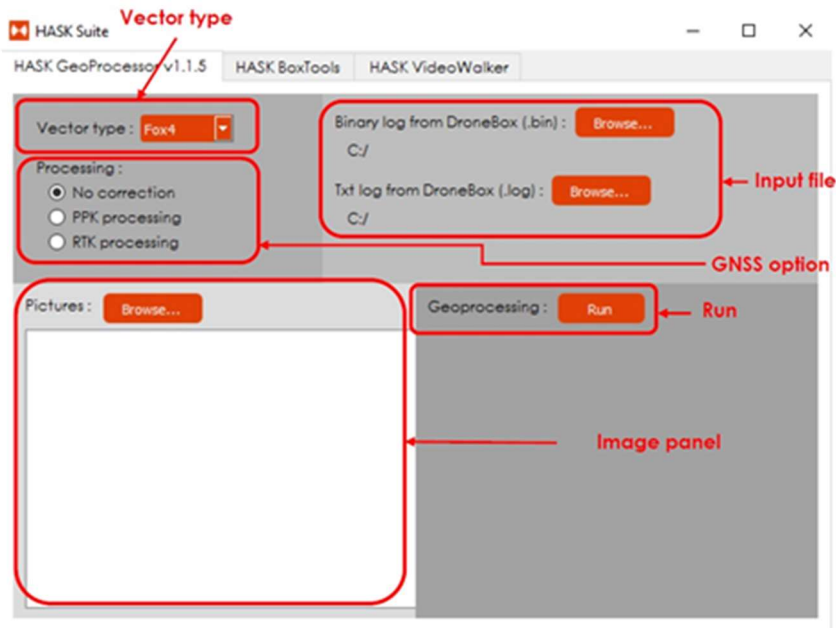 Vector type
HASK Suite
HASK GeoProcessor v1.1.5
HASK BoxTools
HASK VideoWalker
Vector type : Fox4
Processing :
No correction
PPK processing
RTK processing
Binary log from DroneBox (.bin) : Browse...
C:/
Txt log from DroneBox (.log) : Browse...
C:/
Input file
GNSS option
Pictures : Browse...
Geoprocessing : Run
Run
Image panel